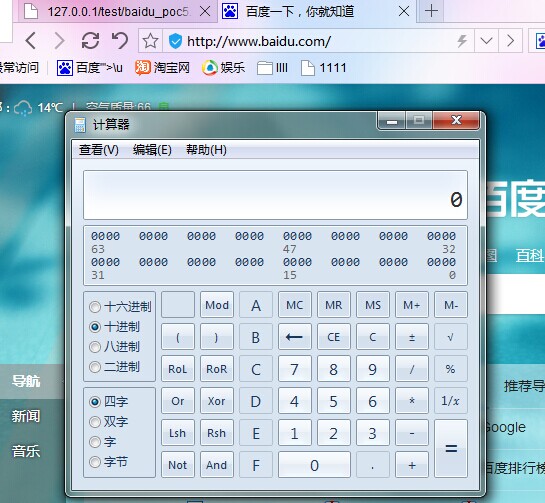 127.0.0.1/test/baidu_poc5
百度一下，你就知道
http://www.baidu.com/
最常访问 百度"">\u 淘宝网 娱乐 llll 1111
14℃ 空气质量:66
计算器
查看(V) 编辑(E) 帮助(H)
0
0000 0000 0000 0000 0000 0000 0000 0000
63 47 32
0000 0000 0000 0000 0000 0000 0000 0000
31 15 0
十六进制
十进制
八进制
二进制
四字
双字
字
字节
Mod A MC MR MS M+ M-
( ) B ← CE C ± √
RoL RoR C 7 8 9 / %
Or Xor D 4 5 6 * 1/x
Lsh Rsh E 1 2 3 - =
Not And F 0 . +
百度
百科
导航
新闻
音乐
推荐导
Google
百度排行榜